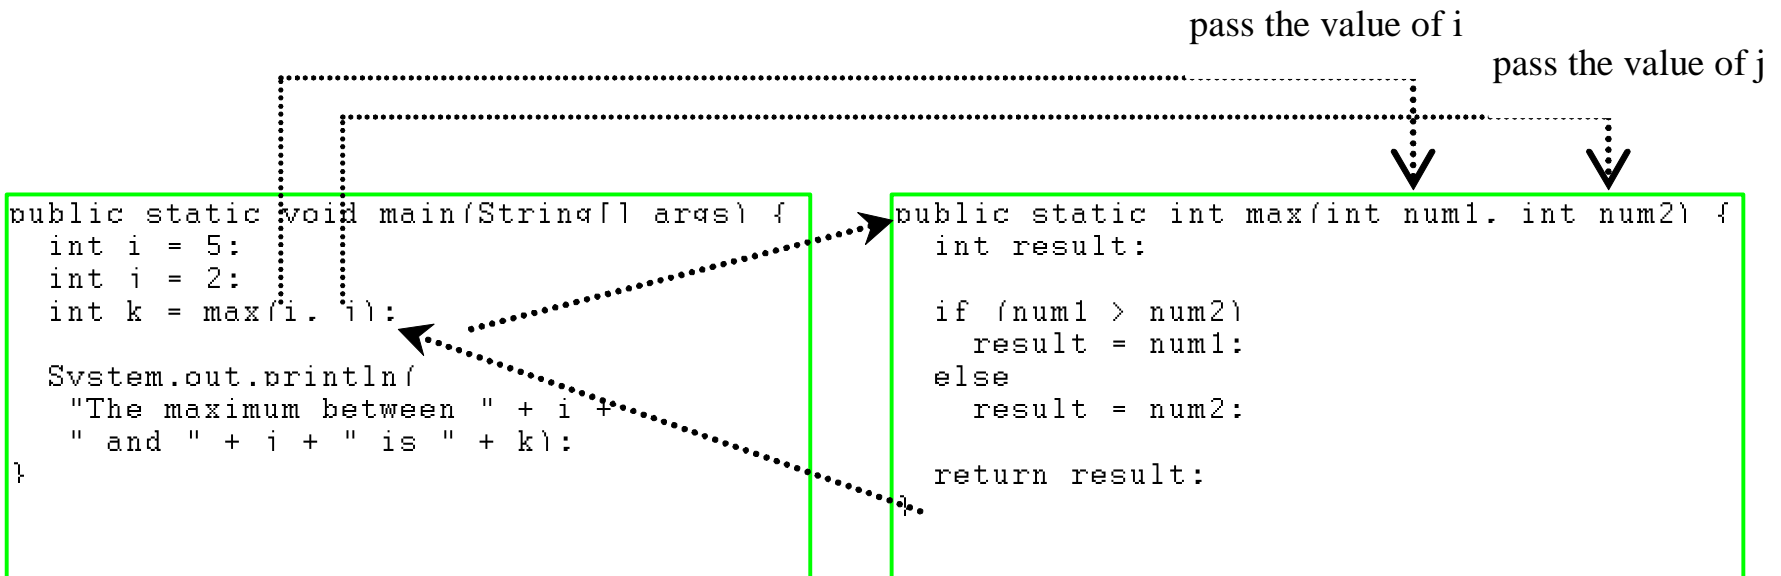 pass the value of i
pass the value of j
public static void main(String[] args) {
  int i = 5;
  int j = 2;
  int k = max(i, j);
  System.out.println(
   "The maximum between " + i +
   " and " + j + " is " + k);
}
public static int max(int num1, int num2) {
  int result;
  if (num1 > num2)
    result = num1;
  else
    result = num2;
  return result;
}